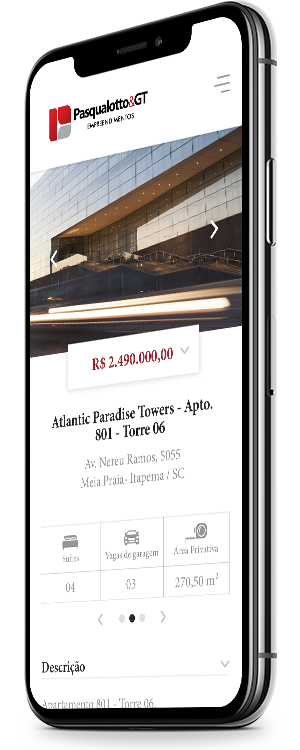 Pasqualotto&GT
EMPREENDIMENTOS
R$ 2.490.000,00
Atlantic Paradise Towers - Apto.
801 - Torre 06
Av. Nereu Ramos, 5055
Meia Praia- Itapema / SC
Suítes
Vagas de garagem
Área Privativa
04
03
270,50 m²
Descrição
Apartamento 801 - Torre 06,